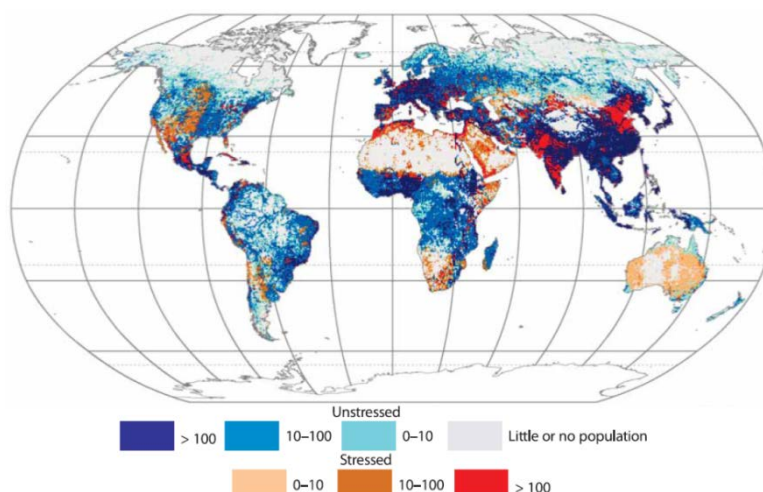 Unstressed
> 100 10–100 0–10 Little or no population
Stressed
0–10 10–100 > 100